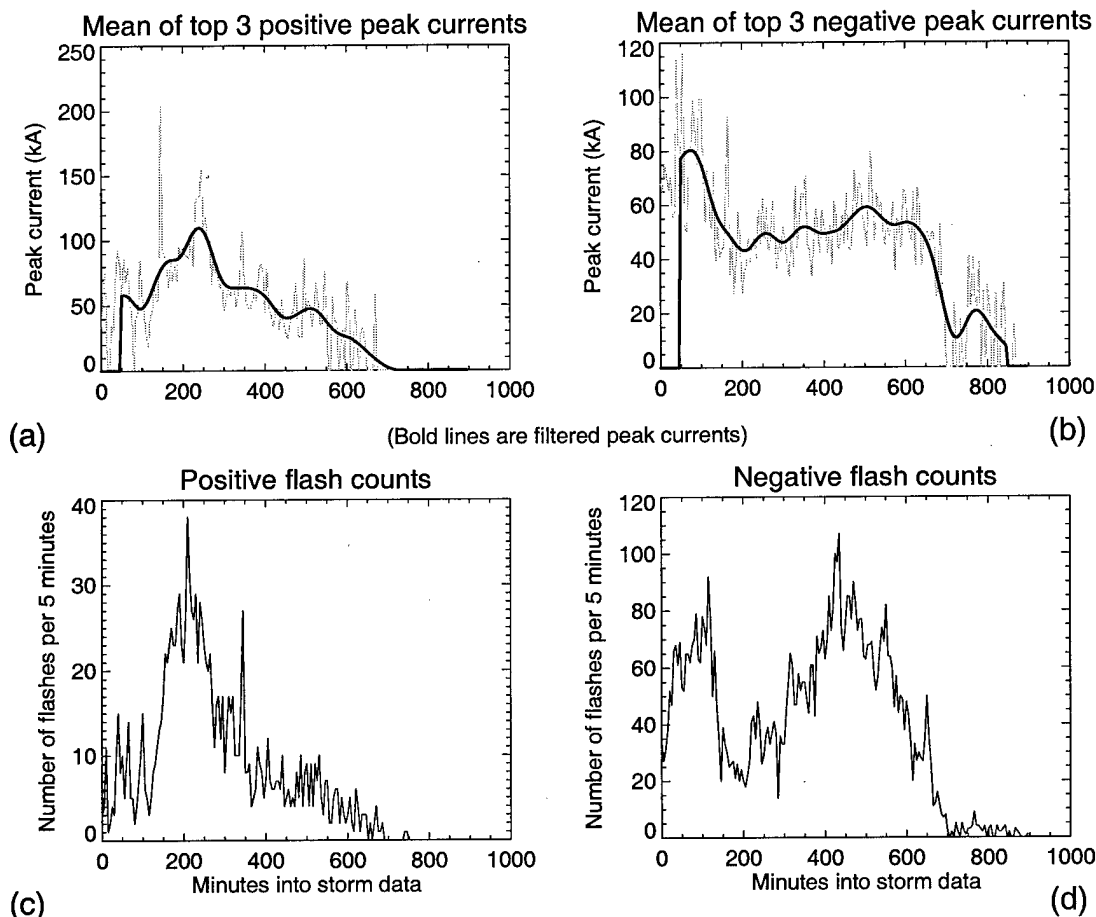 Mean of top 3 positive peak currents
250
200
150
100
50
0
Peak current (kA)
0 200 400 600 800 1000
(a)
Mean of top 3 negative peak currents
120
100
80
60
40
20
0
Peak current (kA)
0 200 400 600 800 1000
(b)
(Bold lines are filtered peak currents)
Positive flash counts
40
30
20
10
0
Number of flashes per 5 minutes
0 200 400 600 800 1000
Minutes into storm data
(c)
Negative flash counts
120
100
80
60
40
20
0
Number of flashes per 5 minutes
0 200 400 600 800 1000
Minutes into storm data
(d)